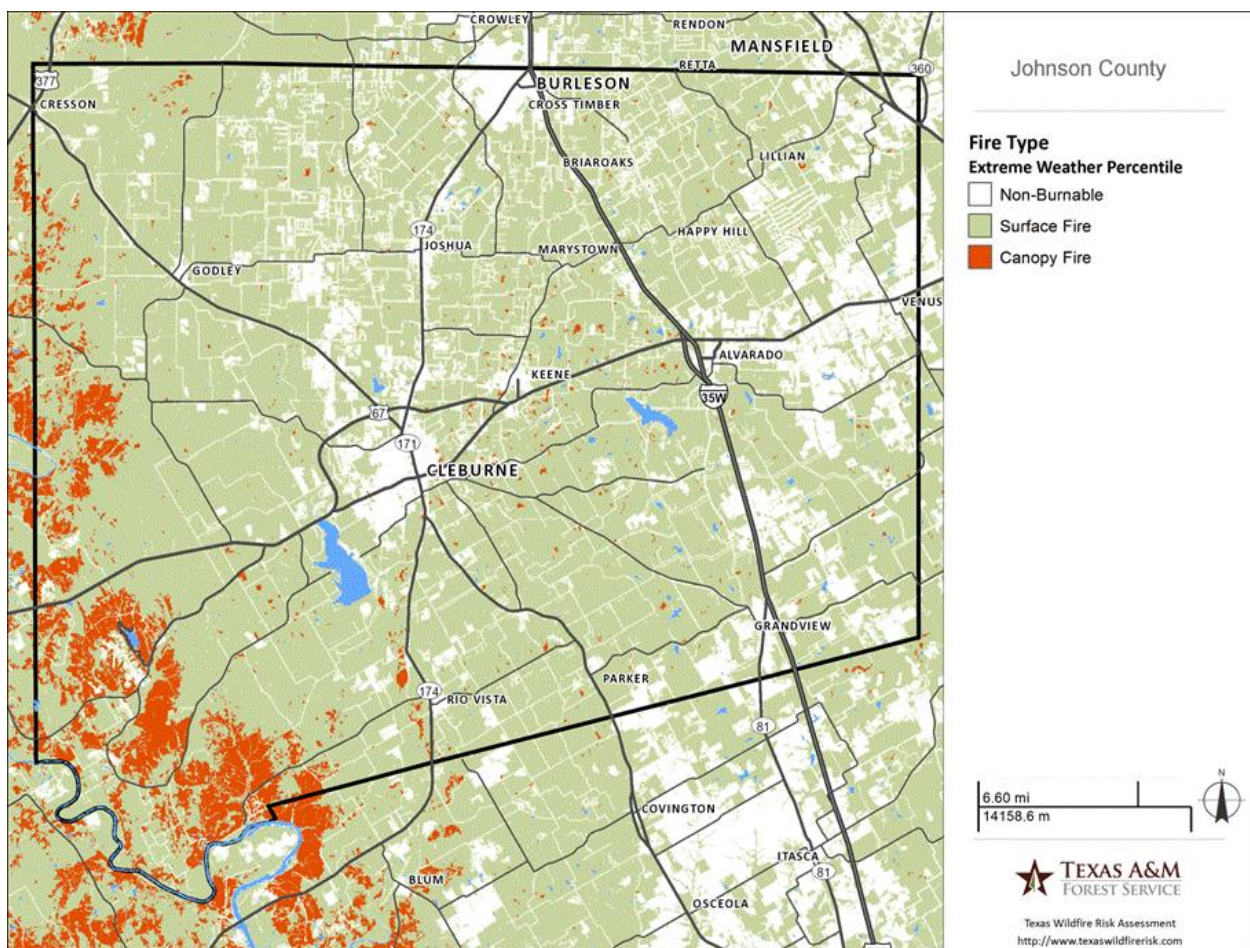 CROWLEY
RENDON
MANSFIELD
RETTA
377
360
CRESSON
BURLESON
CROSS TIMBER
BRIAROAKS
LILLIAN
174
JOSHUA
MARYSTOWN
HAPPY HILL
GODLEY
VENUS
ALVARADO
KEENE
35W
67
171
CLEBURNE
GRANDVIEW
PARKER
174
RIO VISTA
81
COVINGTON
ITASCA
81
BLUM
OSCEOLA
Johnson County
Fire Type
Extreme Weather Percentile
Non-Burnable
Surface Fire
Canopy Fire
6.60 mi
14158.6 m
N
TEXAS A&M
FOREST SERVICE
Texas Wildfire Risk Assessment
http://www.texaswildfirerisk.com